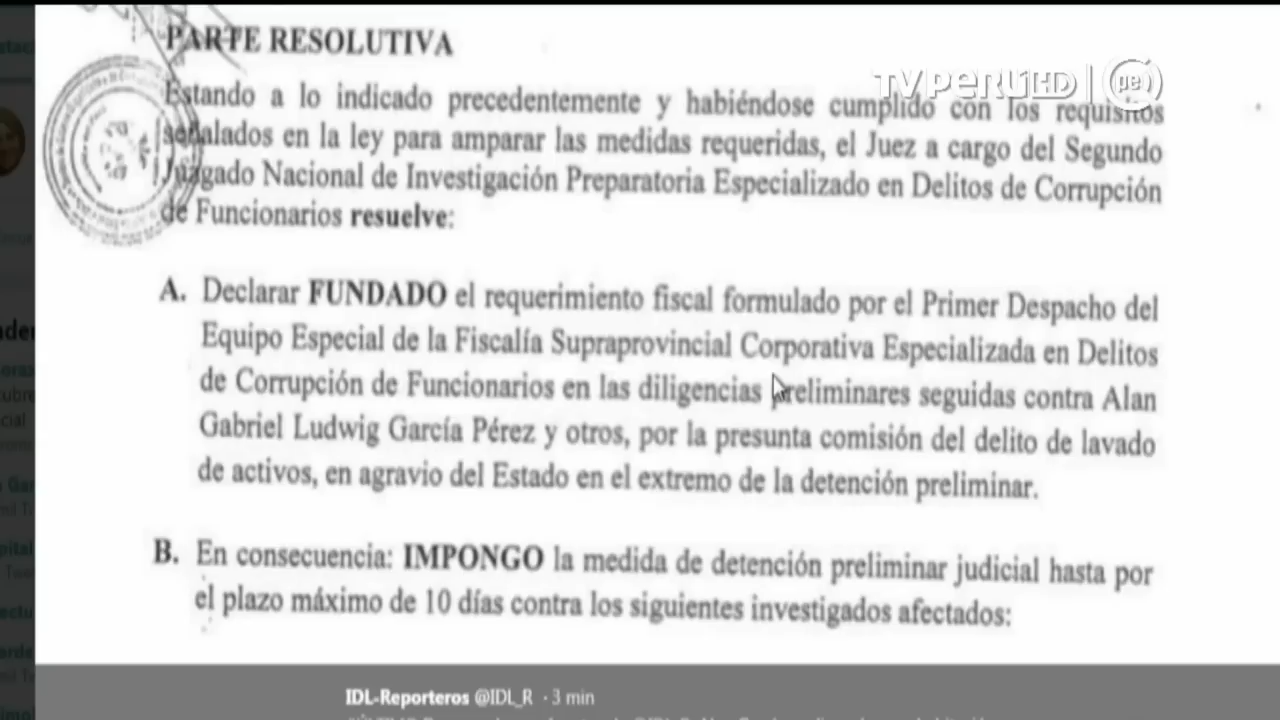 PARTE RESOLUTIVA
TVPERÚHD | pe
Estando a lo indicado precedentemente y habiéndose cumplido con los requisitos
señalados en la ley para amparar las medidas requeridas, el Juez a cargo del Segundo
Juzgado Nacional de Investigación Preparatoria Especializado en Delitos de Corrupción
de Funcionarios resuelve:
A. Declarar FUNDADO el requerimiento fiscal formulado por el Primer Despacho del
Equipo Especial de la Fiscalía Supraprovincial Corporativa Especializada en Delitos
de Corrupción de Funcionarios en las diligencias preliminares seguidas contra Alan
Gabriel Ludwig García Pérez y otros, por la presunta comisión del delito de lavado
de activos, en agravio del Estado en el extremo de la detención preliminar.
B. En consecuencia: IMPONGO la medida de detención preliminar judicial hasta por
el plazo máximo de 10 días contra los siguientes investigados afectados:
IDL-Reporteros @IDL_R · 3 min